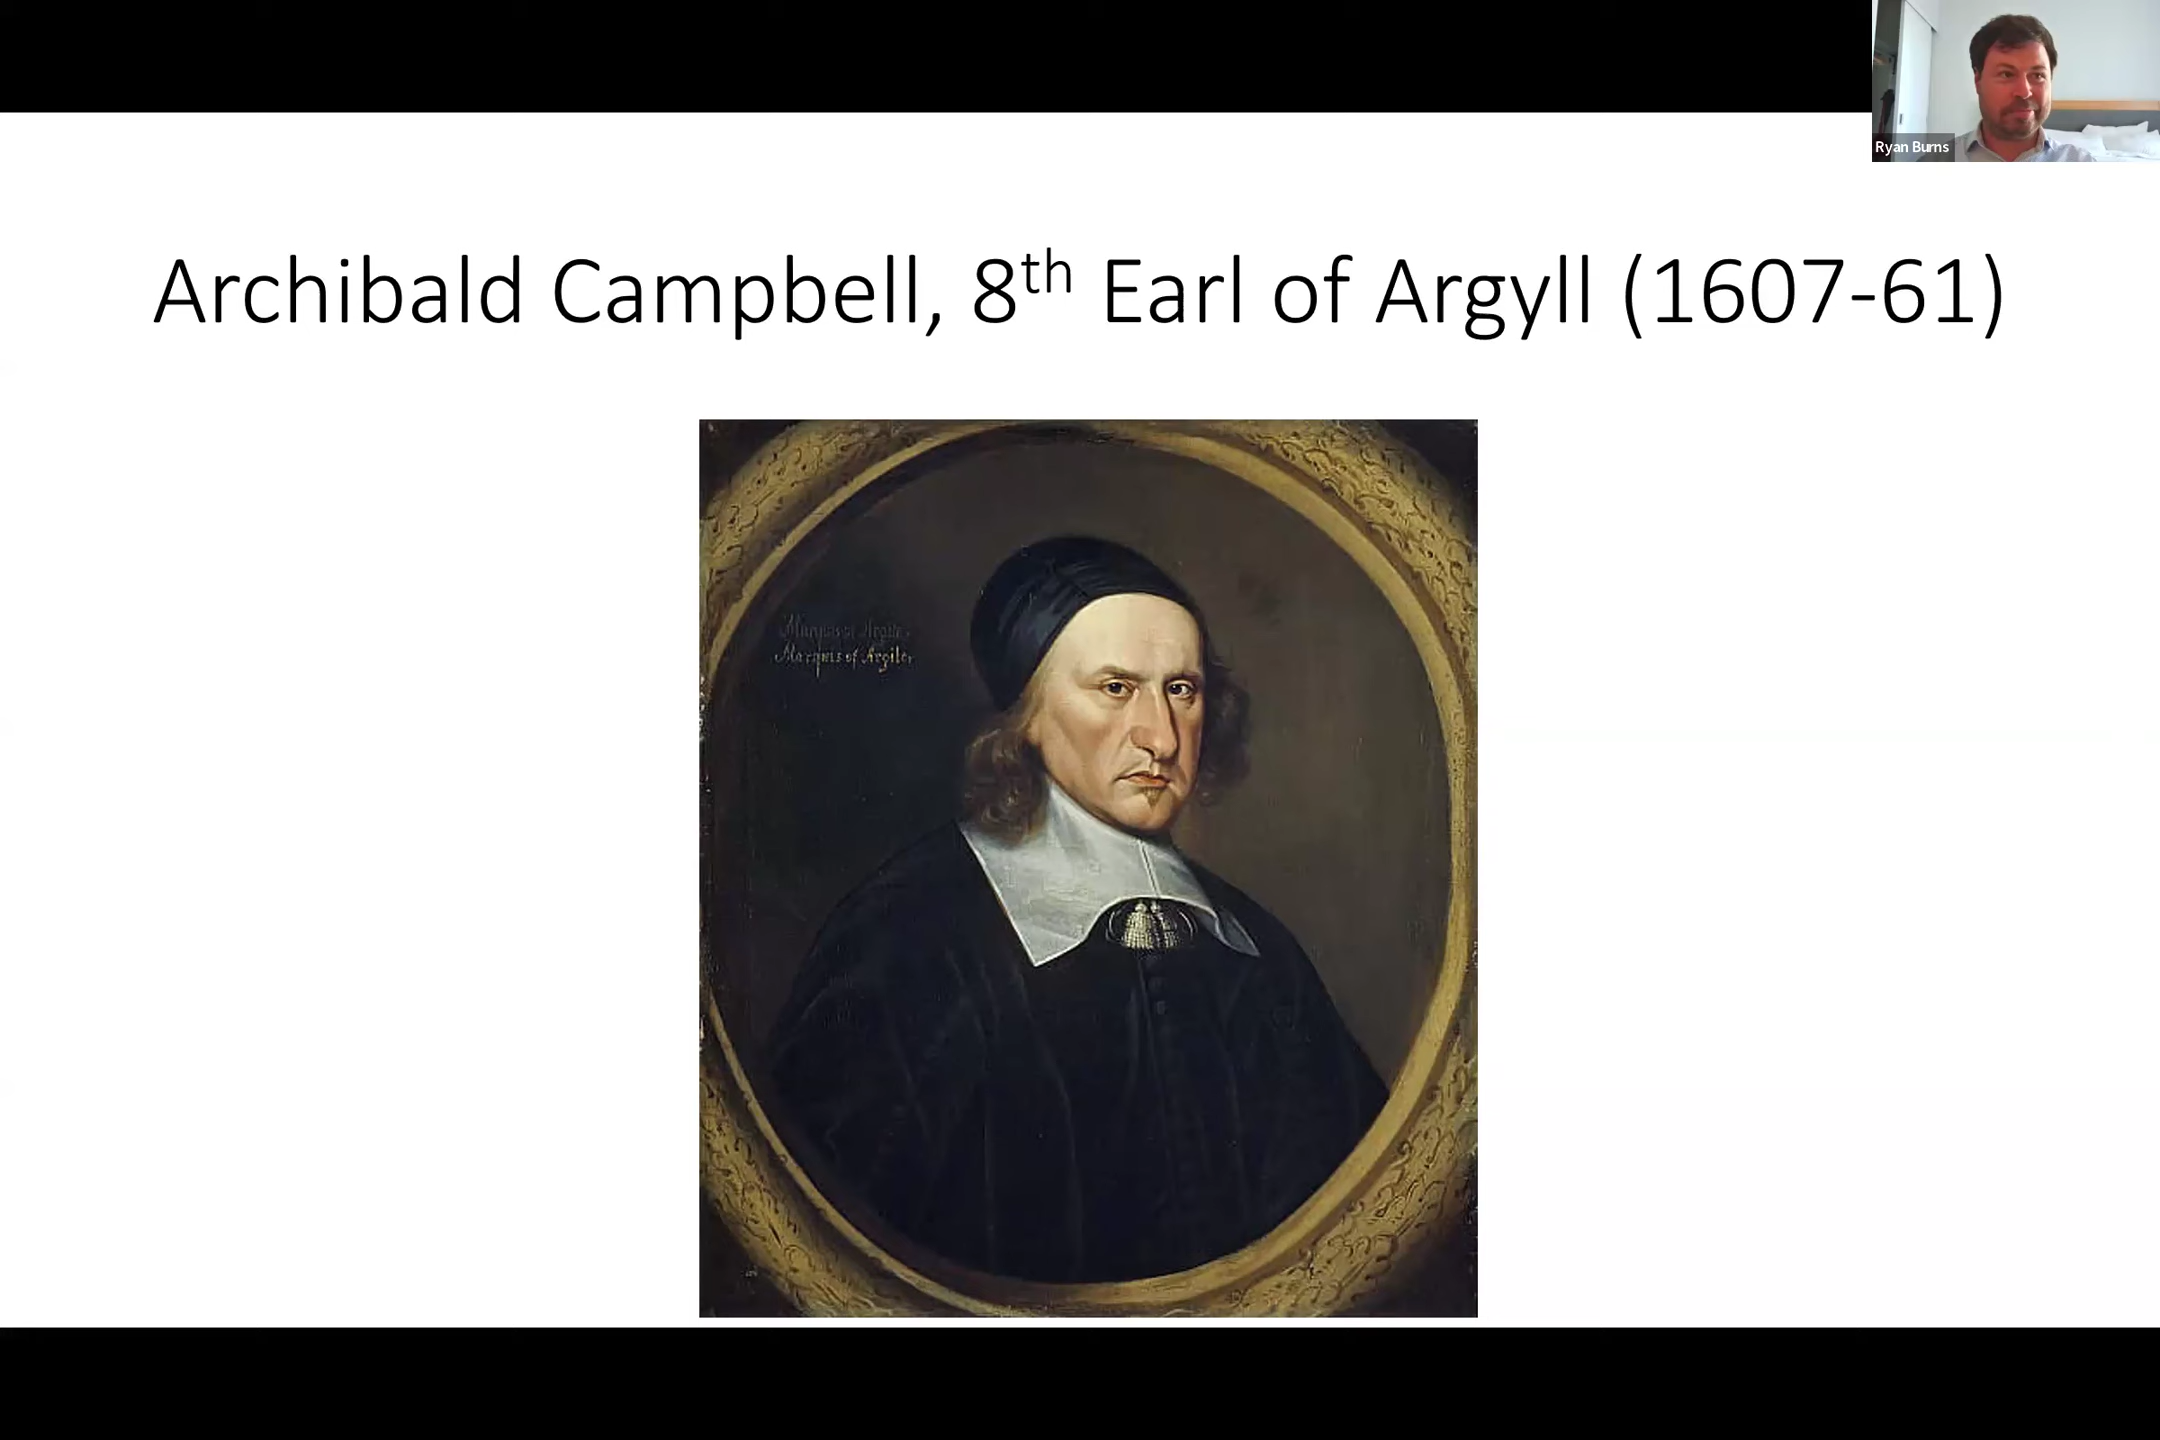 Ryan Burns
Archibald Campbell, 8th Earl of Argyll (1607-61)
Marquis of Argile